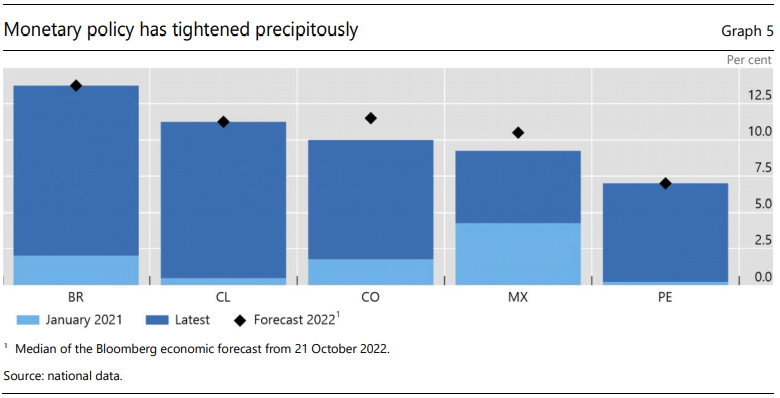 Monetary policy has tightened precipitously
Graph 5
Per cent
12.5
10.0
7.5
5.0
2.5
0.0
BR CL CO MX PE
January 2021 Latest Forecast 2022¹
¹ Median of the Bloomberg economic forecast from 21 October 2022.
Source: national data.